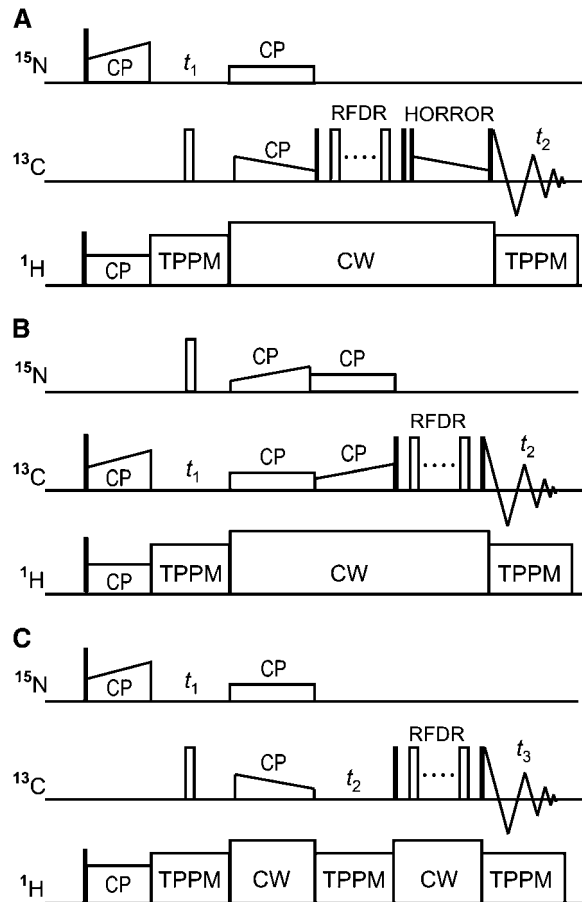 A
¹⁵N CP t₁ CP
RFDR HORROR
¹³C CP t₂
¹H CP TPPM CW TPPM
B
¹⁵N CP CP
RFDR
¹³C CP t₁ CP CP t₂
¹H CP TPPM CW TPPM
C
¹⁵N CP t₁ CP
RFDR
¹³C CP t₂ t₃
¹H CP TPPM CW TPPM CW TPPM